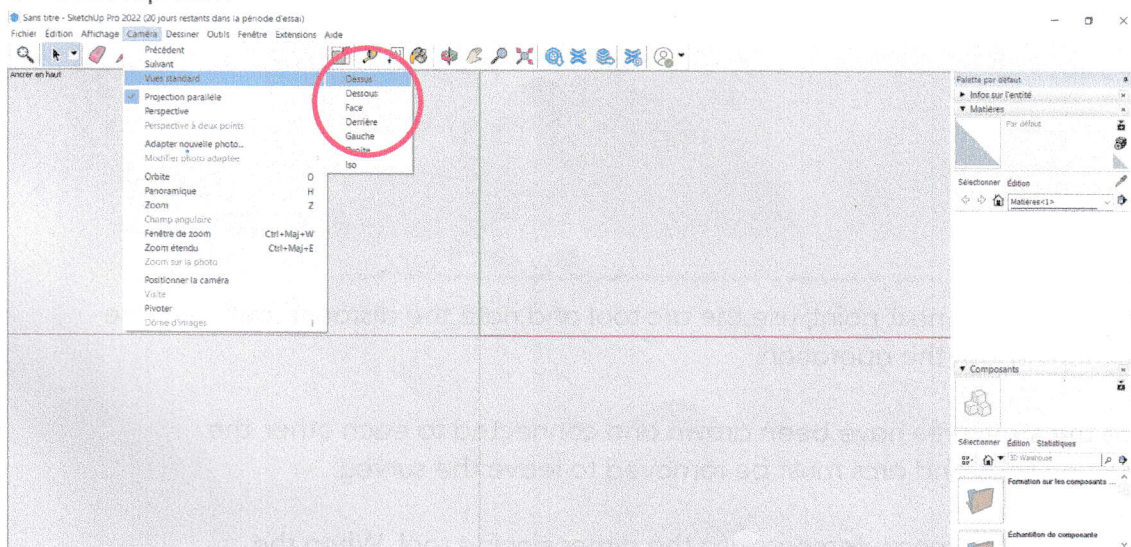 Sans titre - SketchUp Pro 2022 (20 jours restants dans la période d'essai)
Fichier Édition Affichage Caméra Dessiner Outils Fenêtre Extensions Aide
Ancrer en haut
Précédent
Suivant
Vues standard
Projection parallèle
Perspective
Perspective à deux points
Adapter nouvelle photo...
Modifier photo adaptée
Orbite O
Panoramique H
Zoom Z
Champ angulaire
Fenêtre de zoom Ctrl+Maj+W
Zoom étendu Ctrl+Maj+E
Zoom sur la photo
Positionner la caméra
Visite
Pivoter
Dôme d'images I
Dessus
Dessous
Face
Derrière
Gauche
Droite
Iso
Palette par défaut
Infos sur l'entité
Matières
Par défaut
Sélectionner Édition
Matières<1>
Composants
Sélectionner Édition Statistiques
3D Warehouse
Formation sur les composants ...
Échantillon de composante